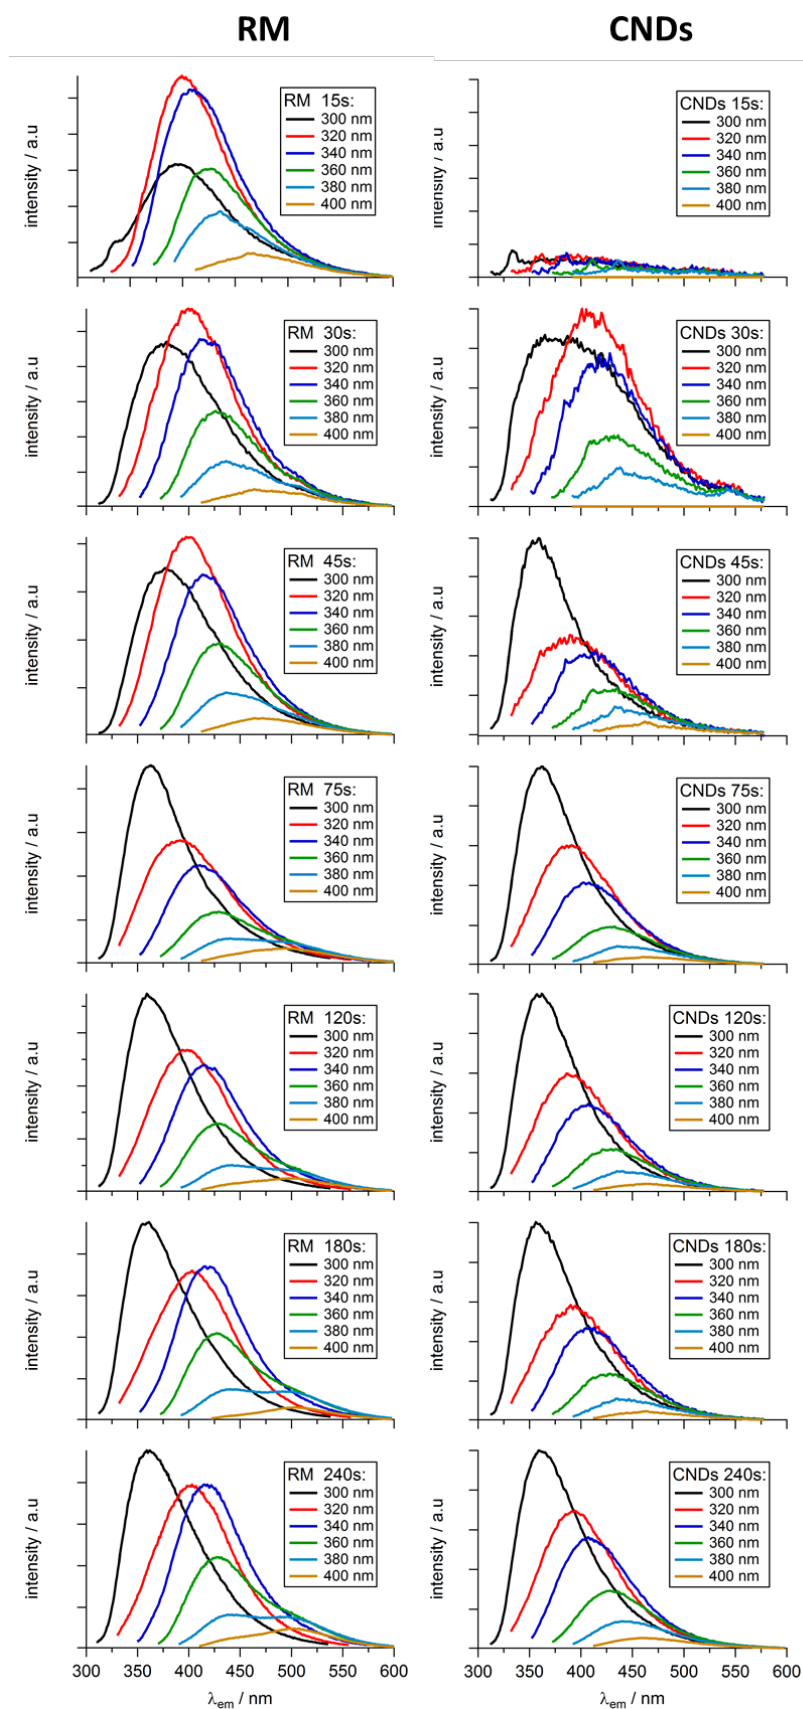 RM
CNDs
intensity / a.u
RM 15s:
300 nm
320 nm
340 nm
360 nm
380 nm
400 nm
intensity / a.u
CNDs 15s:
300 nm
320 nm
340 nm
360 nm
380 nm
400 nm
intensity / a.u
RM 30s:
300 nm
320 nm
340 nm
360 nm
380 nm
400 nm
intensity / a.u
CNDs 30s:
300 nm
320 nm
340 nm
360 nm
380 nm
400 nm
intensity / a.u
RM 45s:
300 nm
320 nm
340 nm
360 nm
380 nm
400 nm
intensity / a.u
CNDs 45s:
300 nm
320 nm
340 nm
360 nm
380 nm
400 nm
intensity / a.u
RM 75s:
300 nm
320 nm
340 nm
360 nm
380 nm
400 nm
intensity / a.u
CNDs 75s:
300 nm
320 nm
340 nm
360 nm
380 nm
400 nm
intensity / a.u
RM 120s:
300 nm
320 nm
340 nm
360 nm
380 nm
400 nm
intensity / a.u
CNDs 120s:
300 nm
320 nm
340 nm
360 nm
380 nm
400 nm
intensity / a.u
RM 180s:
300 nm
320 nm
340 nm
360 nm
380 nm
400 nm
intensity / a.u
CNDs 180s:
300 nm
320 nm
340 nm
360 nm
380 nm
400 nm
intensity / a.u
RM 240s:
300 nm
320 nm
340 nm
360 nm
380 nm
400 nm
300 350 400 450 500 550 600
λem / nm
intensity / a.u
CNDs 240s:
300 nm
320 nm
340 nm
360 nm
380 nm
400 nm
300 350 400 450 500 550 600
λem / nm